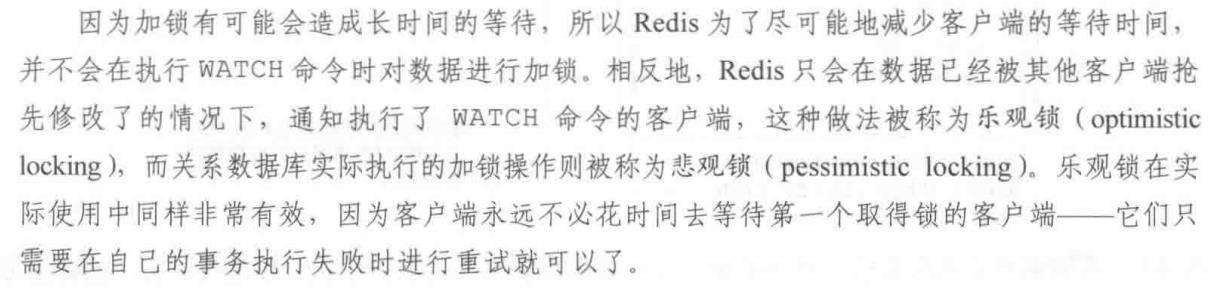 因为加锁有可能会造成长时间的等待，所以 Redis 为了尽可能地减少客户端的等待时间，
并不会在执行 WATCH 命令时对数据进行加锁。相反地，Redis 只会在数据已经被其他客户端抢
先修改了的情况下，通知执行了 WATCH 命令的客户端，这种做法被称为乐观锁（optimistic
locking），而关系数据库实际执行的加锁操作则被称为悲观锁（pessimistic locking）。乐观锁在实
际使用中同样非常有效，因为客户端永远不必花时间去等待第一个取得锁的客户端——它们只
需要在自己的事务执行失败时进行重试就可以了。